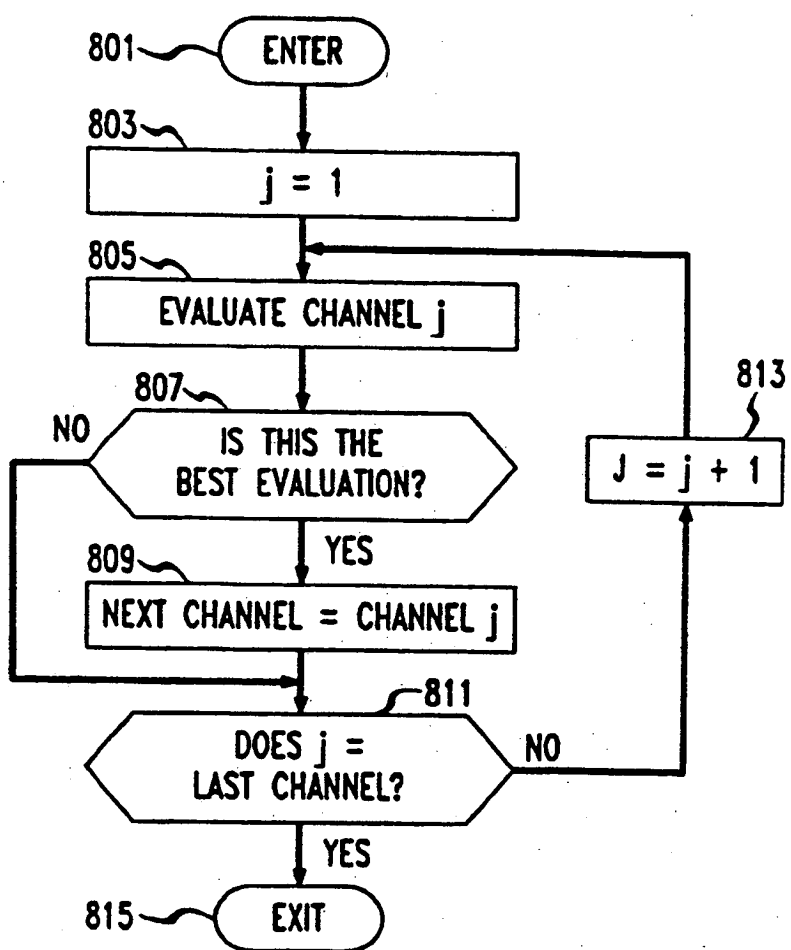 801
ENTER
803
j = 1
805
EVALUATE CHANNEL j
807
NO
IS THIS THE
BEST EVALUATION?
813
J = j + 1
YES
809
NEXT CHANNEL = CHANNEL j
811
DOES j =
LAST CHANNEL?
NO
YES
815
EXIT